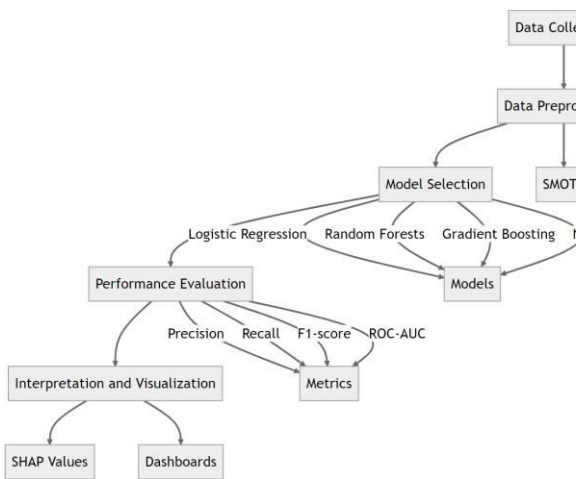 Data Colle
Data Prepro
Model Selection
SMOT
Logistic Regression
Random Forests
Gradient Boosting
N
Performance Evaluation
Models
Precision
Recall
F1-score
ROC-AUC
Interpretation and Visualization
Metrics
SHAP Values
Dashboards